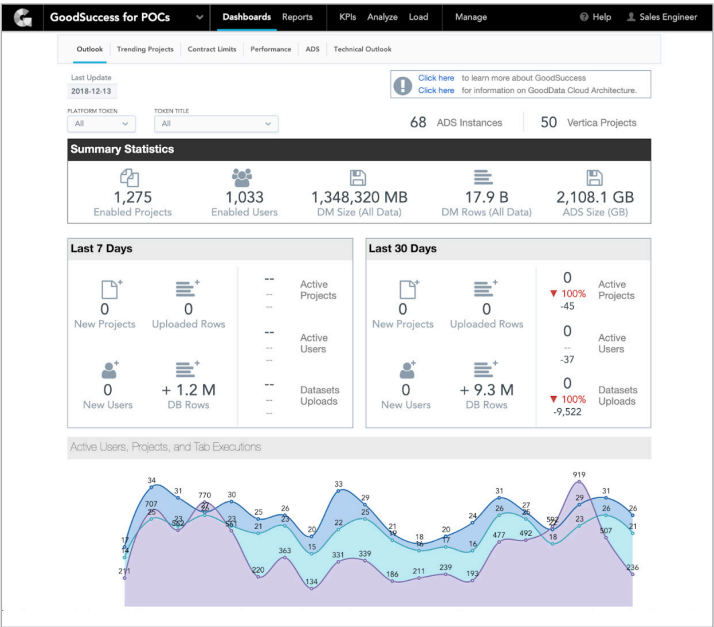 GoodSuccess for POCs Dashboards Reports KPIs Analyze Load Manage Help Sales Engineer
Outlook Trending Projects Contract Limits Performance ADS Technical Outlook
Last Update
2018-12-13
Click here to learn more about GoodSuccess
Click here for information on GoodData Cloud Architecture.
PLATFORM TOKEN TOKEN TITLE
All All
68 ADS Instances 50 Vertica Projects
Summary Statistics
1,275 1,033 1,348,320 MB 17.9 B 2,108.1 GB
Enabled Projects Enabled Users DM Size (All Data) DM Rows (All Data) ADS Size (GB)
Last 7 Days
0 0
New Projects Uploaded Rows
0 + 1.2 M
New Users DB Rows
-- Active
-- Projects
--
-- Active
-- Users
--
-- Datasets
-- Uploads
--
Last 30 Days
0 0
New Projects Uploaded Rows
0 + 9.3 M
New Users DB Rows
0 Active
▼ 100% Projects
-45
0 Active
-- Users
-37
0 Datasets
▼ 100% Uploads
-9,522
Active Users, Projects, and Tab Executions
17 34 31 30 25 26 20 33 29 21 18 20 24 31 27 29 31 26
14 25 23 23 21 23 15 22 25 19 16 17 16 26 25 18 23 26 21
211 707 562 770 561 220 363 134 331 339 186 211 239 193 477 492 592 919 507 236